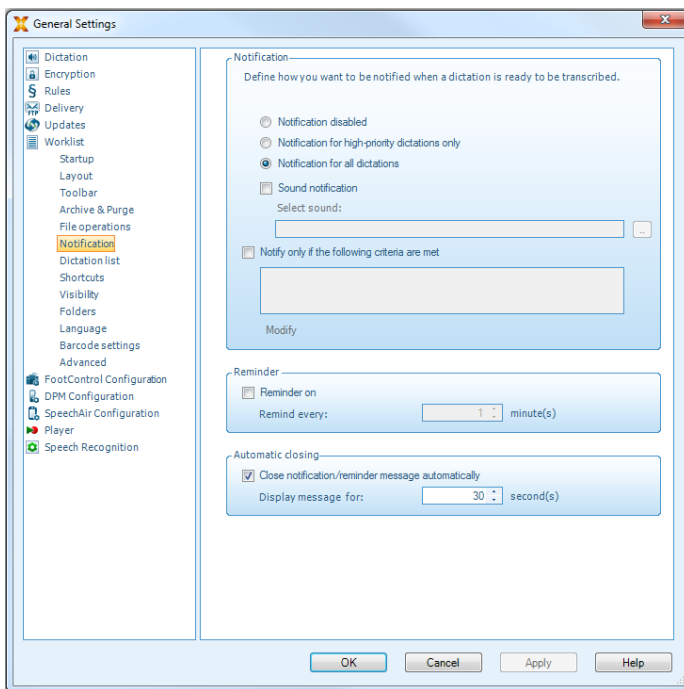 General Settings
Dictation
Encryption
Rules
Delivery
Updates
Worklist
Startup
Layout
Toolbar
Archive & Purge
File operations
Notification
Dictation list
Shortcuts
Visibility
Folders
Language
Barcode settings
Advanced
FootControl Configuration
DPM Configuration
SpeechAir Configuration
Player
Speech Recognition
Notification
Define how you want to be notified when a dictation is ready to be transcribed.
Notification disabled
Notification for high-priority dictations only
Notification for all dictations
Sound notification
Select sound:
..
Notify only if the following criteria are met
Modify
Reminder
Reminder on
Remind every: 1 minute(s)
Automatic closing
Close notification/reminder message automatically
Display message for: 30 second(s)
OK Cancel Apply Help